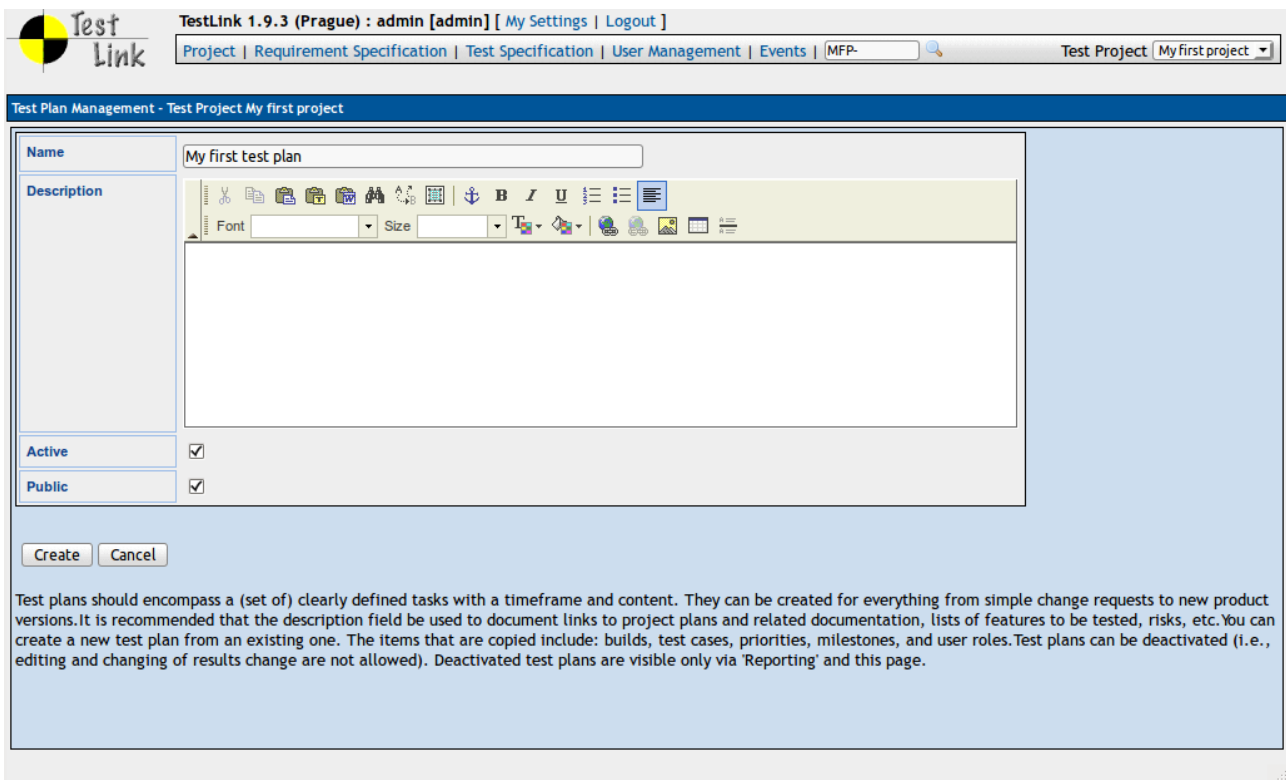 Test
Link
TestLink 1.9.3 (Prague) : admin [admin] [ My Settings | Logout ]
Project | Requirement Specification | Test Specification | User Management | Events | MFP-
Test Project My first project
Test Plan Management - Test Project My first project
Name
My first test plan
Description
B I U
Font
Size
Active
Public
Create
Cancel
Test plans should encompass a (set of) clearly defined tasks with a timeframe and content. They can be created for everything from simple change requests to new product
versions.It is recommended that the description field be used to document links to project plans and related documentation, lists of features to be tested, risks, etc.You can
create a new test plan from an existing one. The items that are copied include: builds, test cases, priorities, milestones, and user roles.Test plans can be deactivated (i.e.,
editing and changing of results change are not allowed). Deactivated test plans are visible only via 'Reporting' and this page.